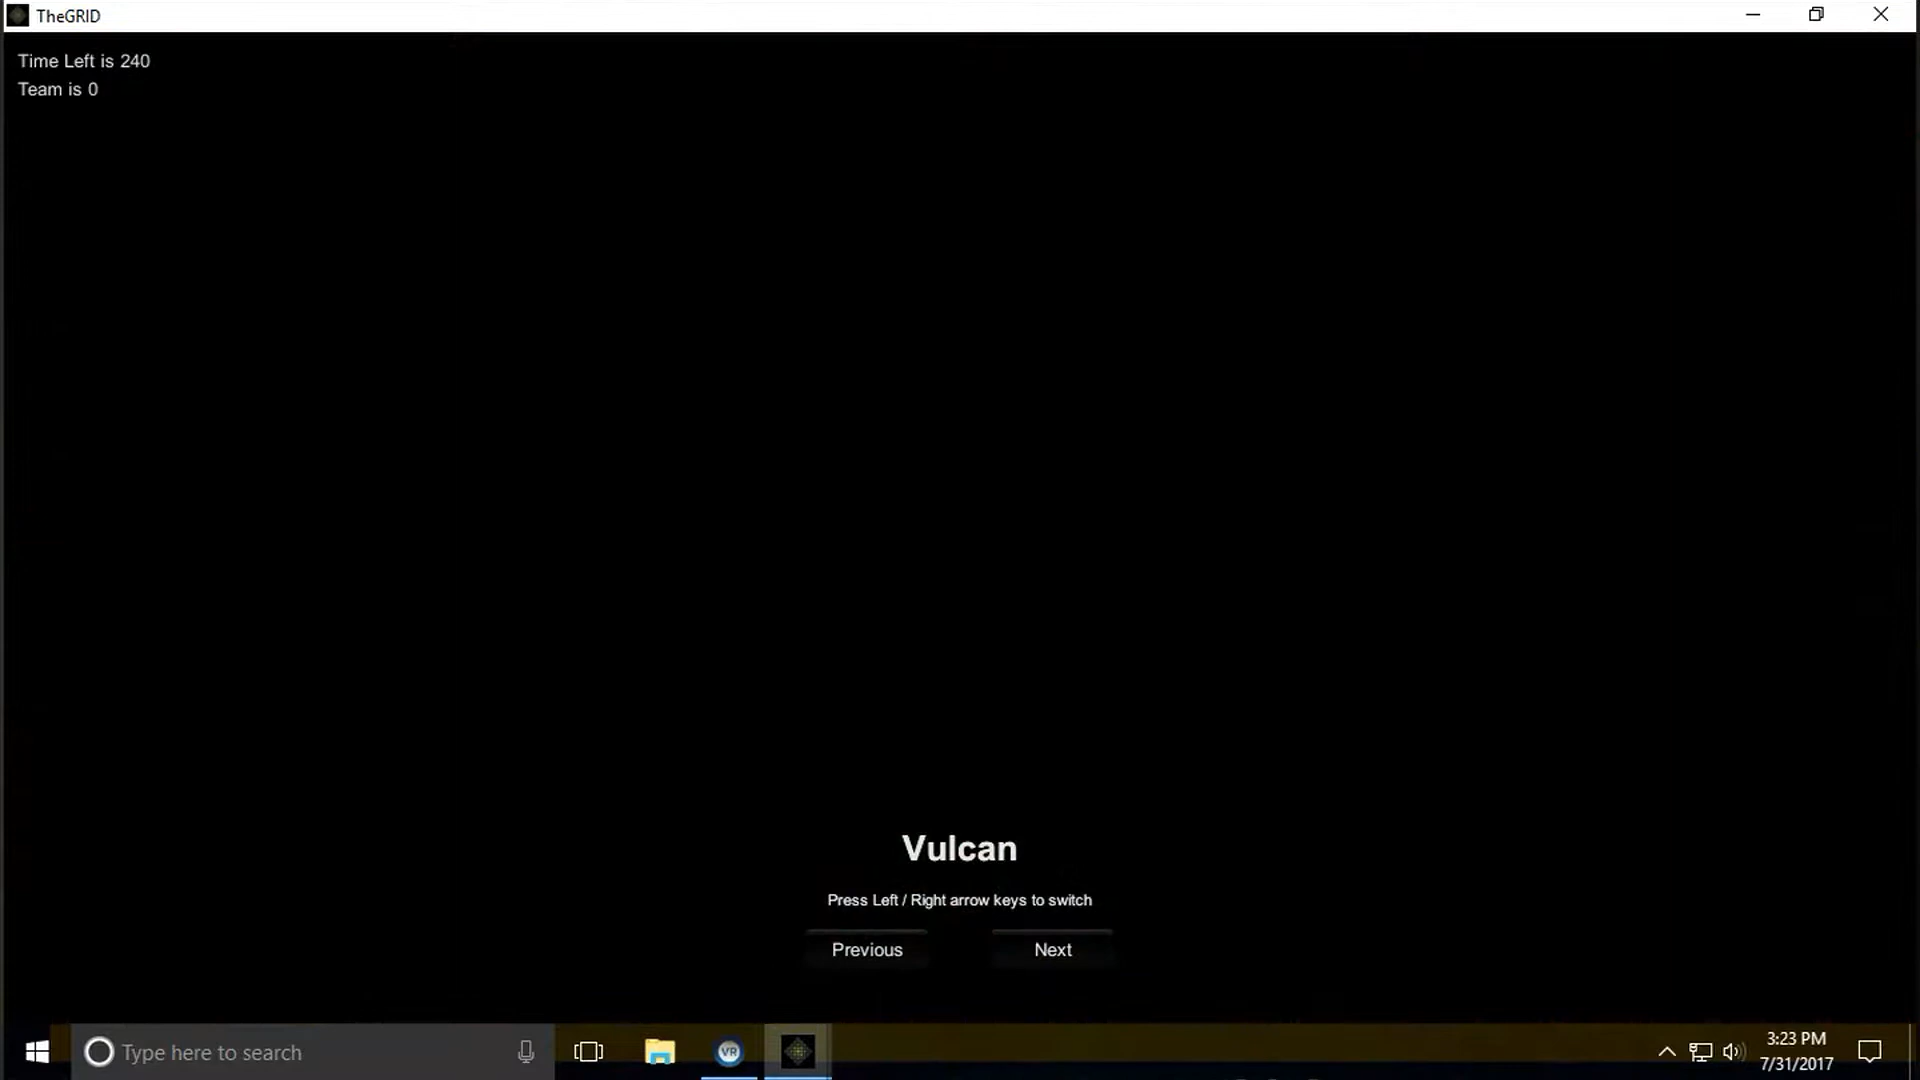 TheGRID
Time Left is 240
Team is 0
Vulcan
Press Left / Right arrow keys to switch
Previous
Next
Type here to search
VR
3:23 PM
7/31/2017